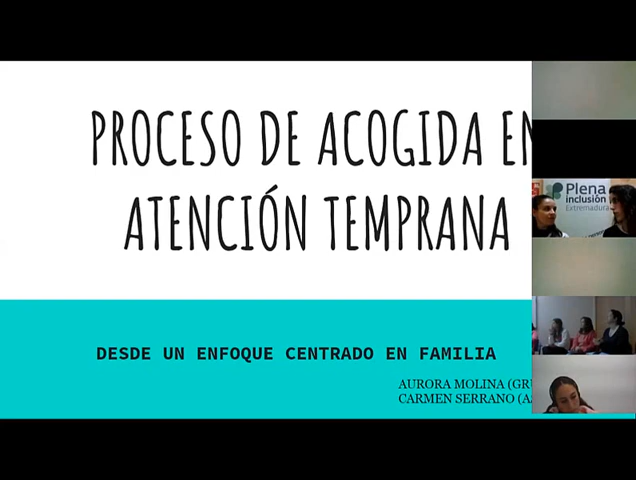 PROCESO DE ACOGIDA EN
ATENCIÓN TEMPRANA
DESDE UN ENFOQUE CENTRADO EN FAMILIA
AURORA MOLINA
CARMEN SERRANO
Plena
inclusión
Extremadura